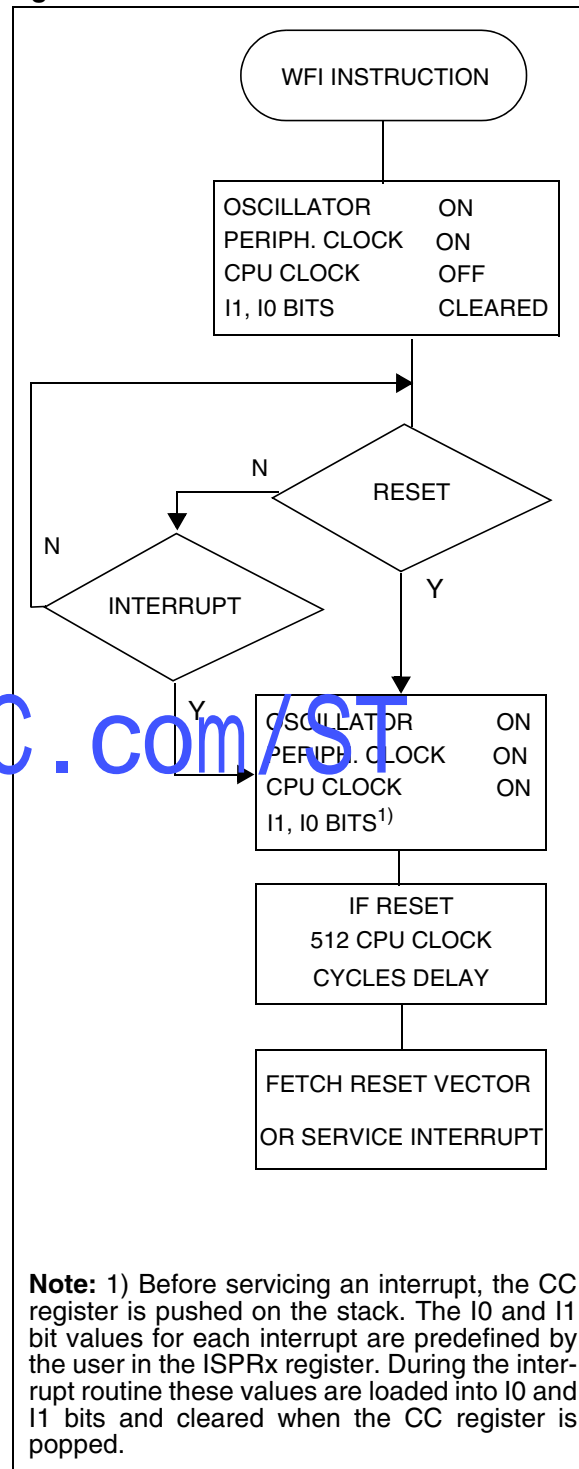 g
WFI INSTRUCTION
OSCILLATOR ON
PERIPH. CLOCK ON
CPU CLOCK OFF
I1, I0 BITS CLEARED
N
RESET
N
INTERRUPT
Y
Y
C.com/ST
OSCILLATOR ON
PERIPH. CLOCK ON
CPU CLOCK ON
I1, I0 BITS1)
IF RESET
512 CPU CLOCK
CYCLES DELAY
FETCH RESET VECTOR
OR SERVICE INTERRUPT
Note: 1) Before servicing an interrupt, the CC
register is pushed on the stack. The I0 and I1
bit values for each interrupt are predefined by
the user in the ISPRx register. During the inter-
rupt routine these values are loaded into I0 and
I1 bits and cleared when the CC register is
popped.